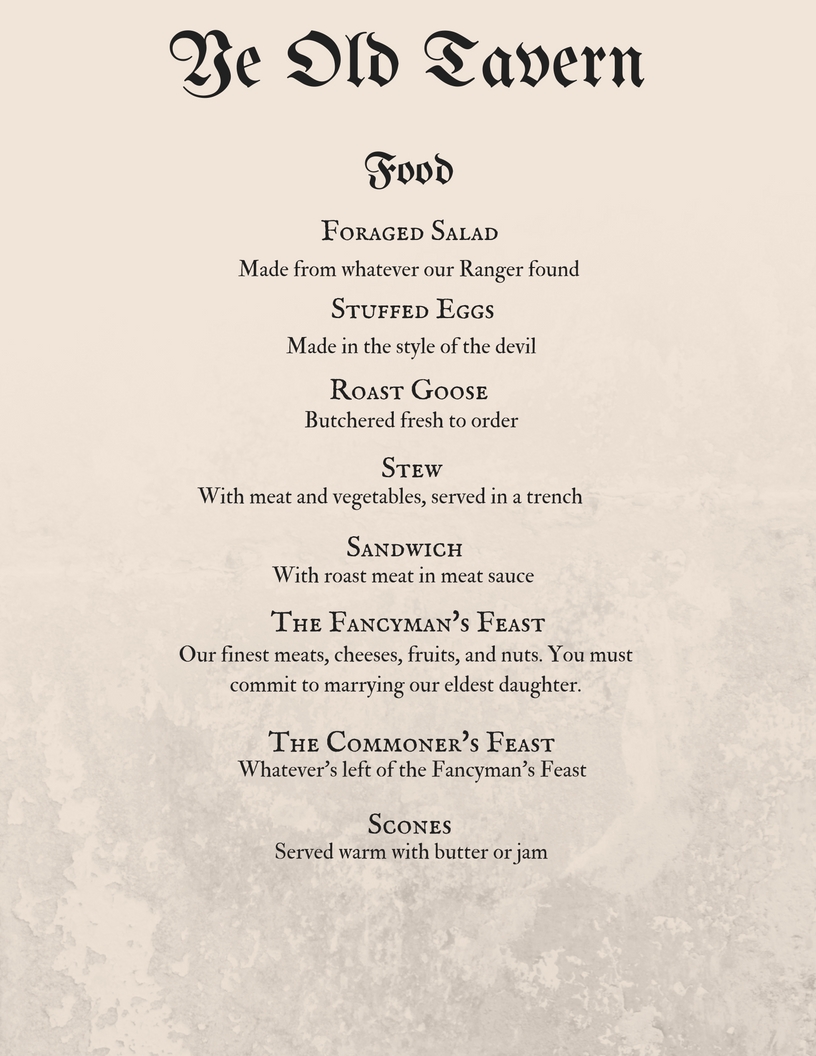 Ye Old Tavern
Food
Foraged Salad
Made from whatever our Ranger found
Stuffed Eggs
Made in the style of the devil
Roast Goose
Butchered fresh to order
Stew
With meat and vegetables, served in a trench
Sandwich
With roast meat in meat sauce
The Fancyman's Feast
Our finest meats, cheeses, fruits, and nuts. You must
commit to marrying our eldest daughter.
The Commoner's Feast
Whatever's left of the Fancyman's Feast
Scones
Served warm with butter or jam